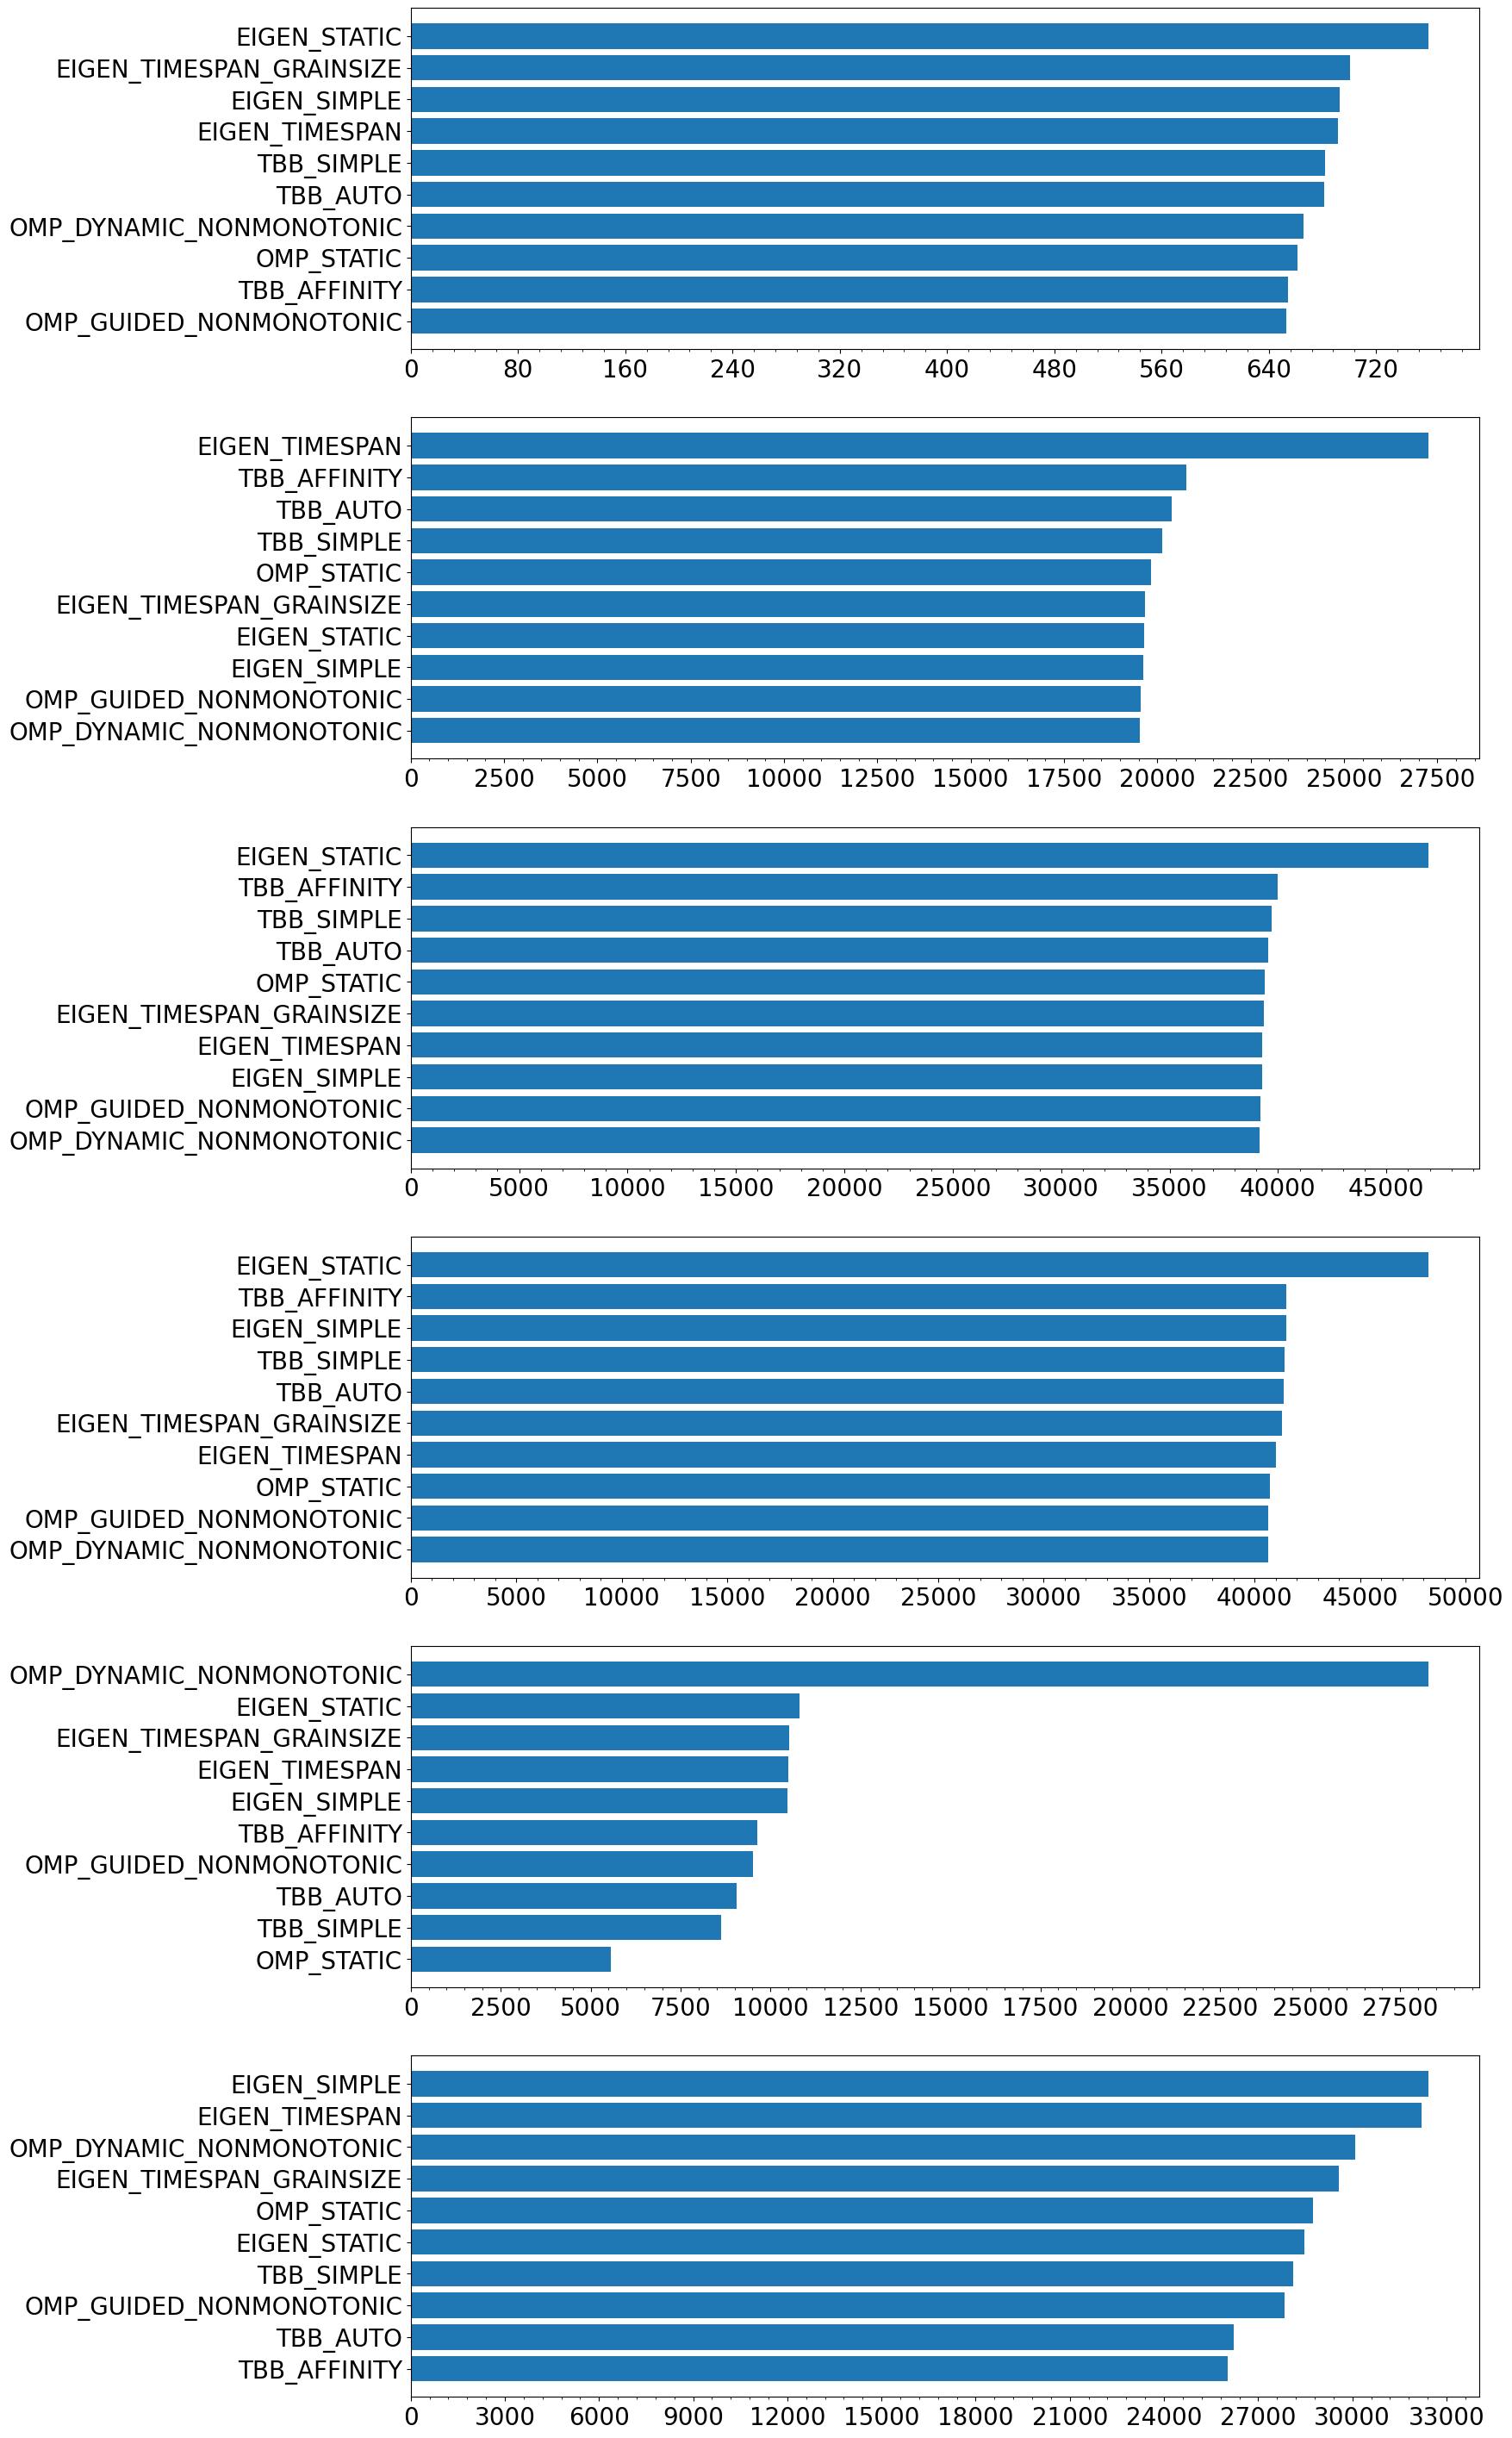 EIGEN_STATIC
EIGEN_TIMESPAN_GRAINSIZE
EIGEN_SIMPLE
EIGEN_TIMESPAN
TBB_SIMPLE
TBB_AUTO
OMP_DYNAMIC_NONMONOTONIC
OMP_STATIC
TBB_AFFINITY
OMP_GUIDED_NONMONOTONIC
0 80 160 240 320 400 480 560 640 720
EIGEN_TIMESPAN
TBB_AFFINITY
TBB_AUTO
TBB_SIMPLE
OMP_STATIC
EIGEN_TIMESPAN_GRAINSIZE
EIGEN_STATIC
EIGEN_SIMPLE
OMP_GUIDED_NONMONOTONIC
OMP_DYNAMIC_NONMONOTONIC
0 2500 5000 7500 10000 12500 15000 17500 20000 22500 25000 27500
EIGEN_STATIC
TBB_AFFINITY
TBB_SIMPLE
TBB_AUTO
OMP_STATIC
EIGEN_TIMESPAN_GRAINSIZE
EIGEN_TIMESPAN
EIGEN_SIMPLE
OMP_GUIDED_NONMONOTONIC
OMP_DYNAMIC_NONMONOTONIC
0 5000 10000 15000 20000 25000 30000 35000 40000 45000
EIGEN_STATIC
TBB_AFFINITY
EIGEN_SIMPLE
TBB_SIMPLE
TBB_AUTO
EIGEN_TIMESPAN_GRAINSIZE
EIGEN_TIMESPAN
OMP_STATIC
OMP_GUIDED_NONMONOTONIC
OMP_DYNAMIC_NONMONOTONIC
0 5000 10000 15000 20000 25000 30000 35000 40000 45000 50000
OMP_DYNAMIC_NONMONOTONIC
EIGEN_STATIC
EIGEN_TIMESPAN_GRAINSIZE
EIGEN_TIMESPAN
EIGEN_SIMPLE
TBB_AFFINITY
OMP_GUIDED_NONMONOTONIC
TBB_AUTO
TBB_SIMPLE
OMP_STATIC
0 2500 5000 7500 10000 12500 15000 17500 20000 22500 25000 27500
EIGEN_SIMPLE
EIGEN_TIMESPAN
OMP_DYNAMIC_NONMONOTONIC
EIGEN_TIMESPAN_GRAINSIZE
OMP_STATIC
EIGEN_STATIC
TBB_SIMPLE
OMP_GUIDED_NONMONOTONIC
TBB_AUTO
TBB_AFFINITY
0 3000 6000 9000 12000 15000 18000 21000 24000 27000 30000 33000